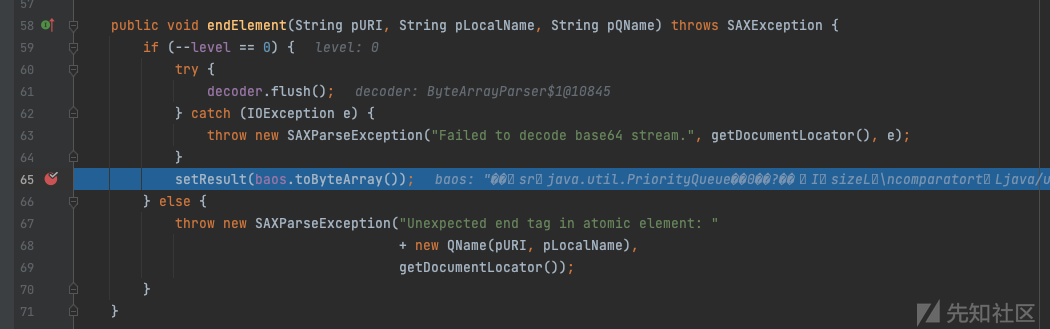 57
58 public void endElement(String pURI, String pLocalName, String pQName) throws SAXException {
59 if (--level == 0) { level: 0
60 try {
61 decoder.flush(); decoder: ByteArrayParser$1@10845
62 } catch (IOException e) {
63 throw new SAXParseException("Failed to decode base64 stream.", getDocumentLocator(), e);
64 }
65 setResult(baos.toByteArray()); baos: "��� sr� java.util.PriorityQueue��0��?��� � I� sizeL �\ncomparatort� Ljava/u
66 } else {
67 throw new SAXParseException("Unexpected end tag in atomic element: "
68 + new QName(pURI, pLocalName),
69 getDocumentLocator());
70 }
71 }
先知社区